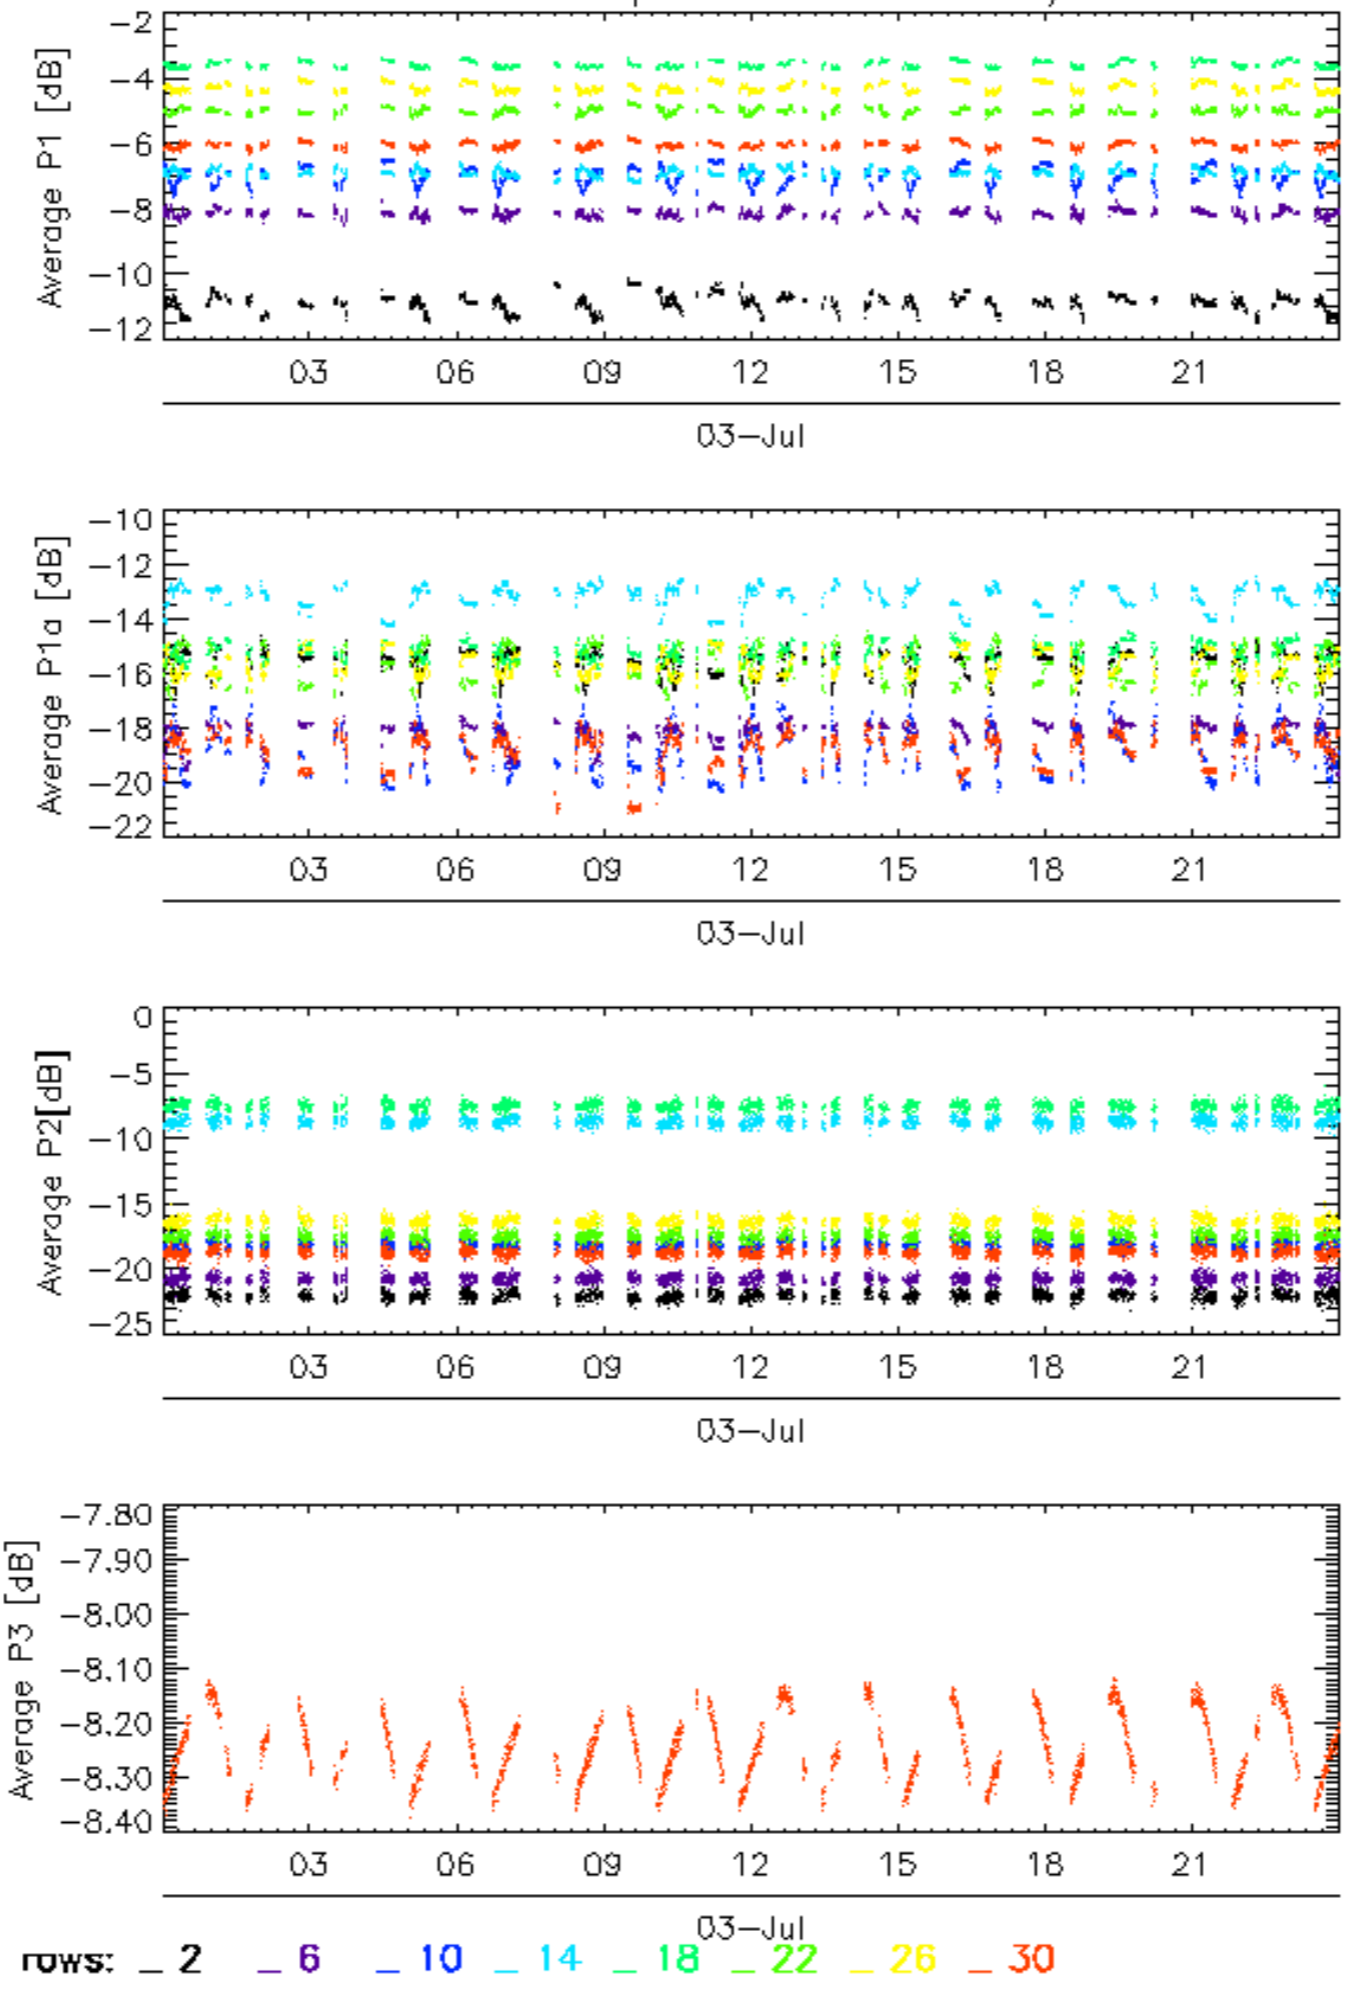 Average P1 [dB]
−2
−4
−6
−8
−10
−12
03 06 09 12 15 18 21
03−Jul
Average P1a [dB]
−10
−12
−14
−16
−18
−20
−22
03 06 09 12 15 18 21
03−Jul
Average P2[dB]
0
−5
−10
−15
−20
−25
03 06 09 12 15 18 21
03−Jul
Average P3 [dB]
−7.80
−7.90
−8.00
−8.10
−8.20
−8.30
−8.40
03 06 09 12 15 18 21
03−Jul
rows: _ 2 _ 6 _ 10 _ 14 _ 18 _ 22 _ 26 _ 30